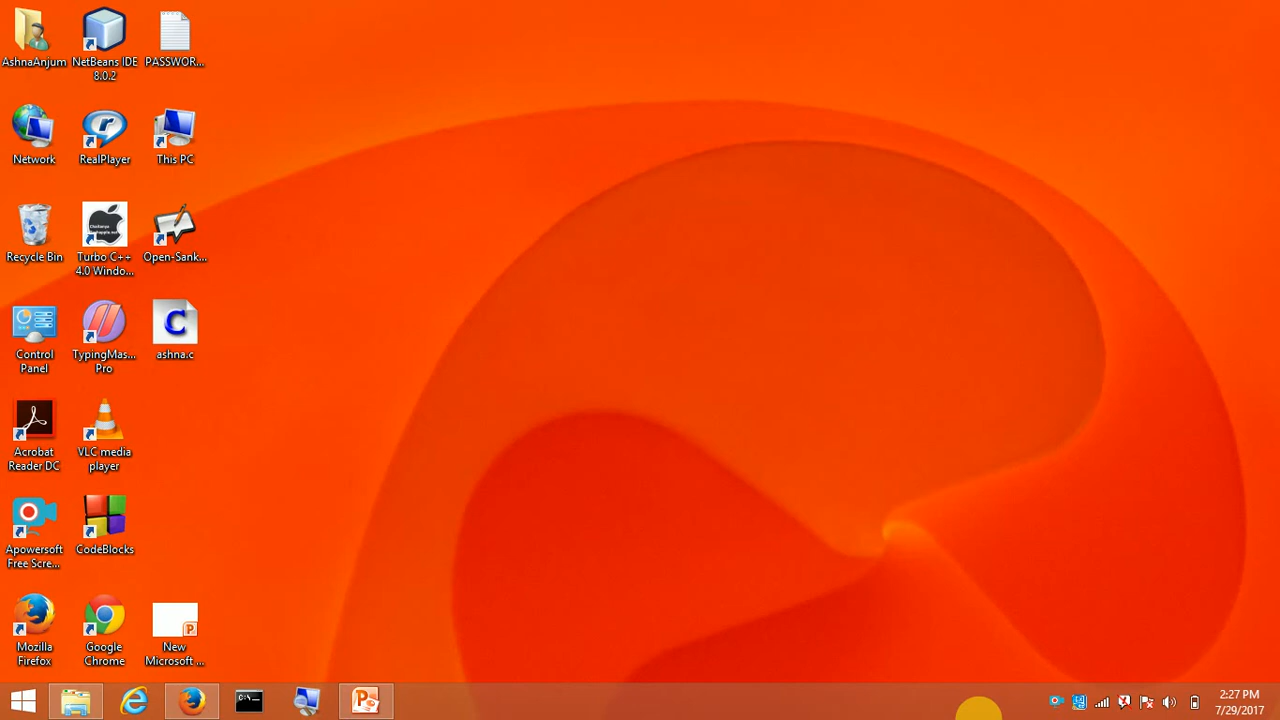 AshnaAnjum
NetBeans IDE
8.0.2
PASSWOR...
Network
RealPlayer
This PC
Recycle Bin
Turbo C++
4.0 Windo...
Open-Sank...
Control
Panel
TypingMas...
Pro
C
ashna.c
Acrobat
Reader DC
VLC media
player
Apowersoft
Free Scre...
CodeBlocks
Mozilla
Firefox
Google
Chrome
New
Microsoft ...
2:27 PM
7/29/2017